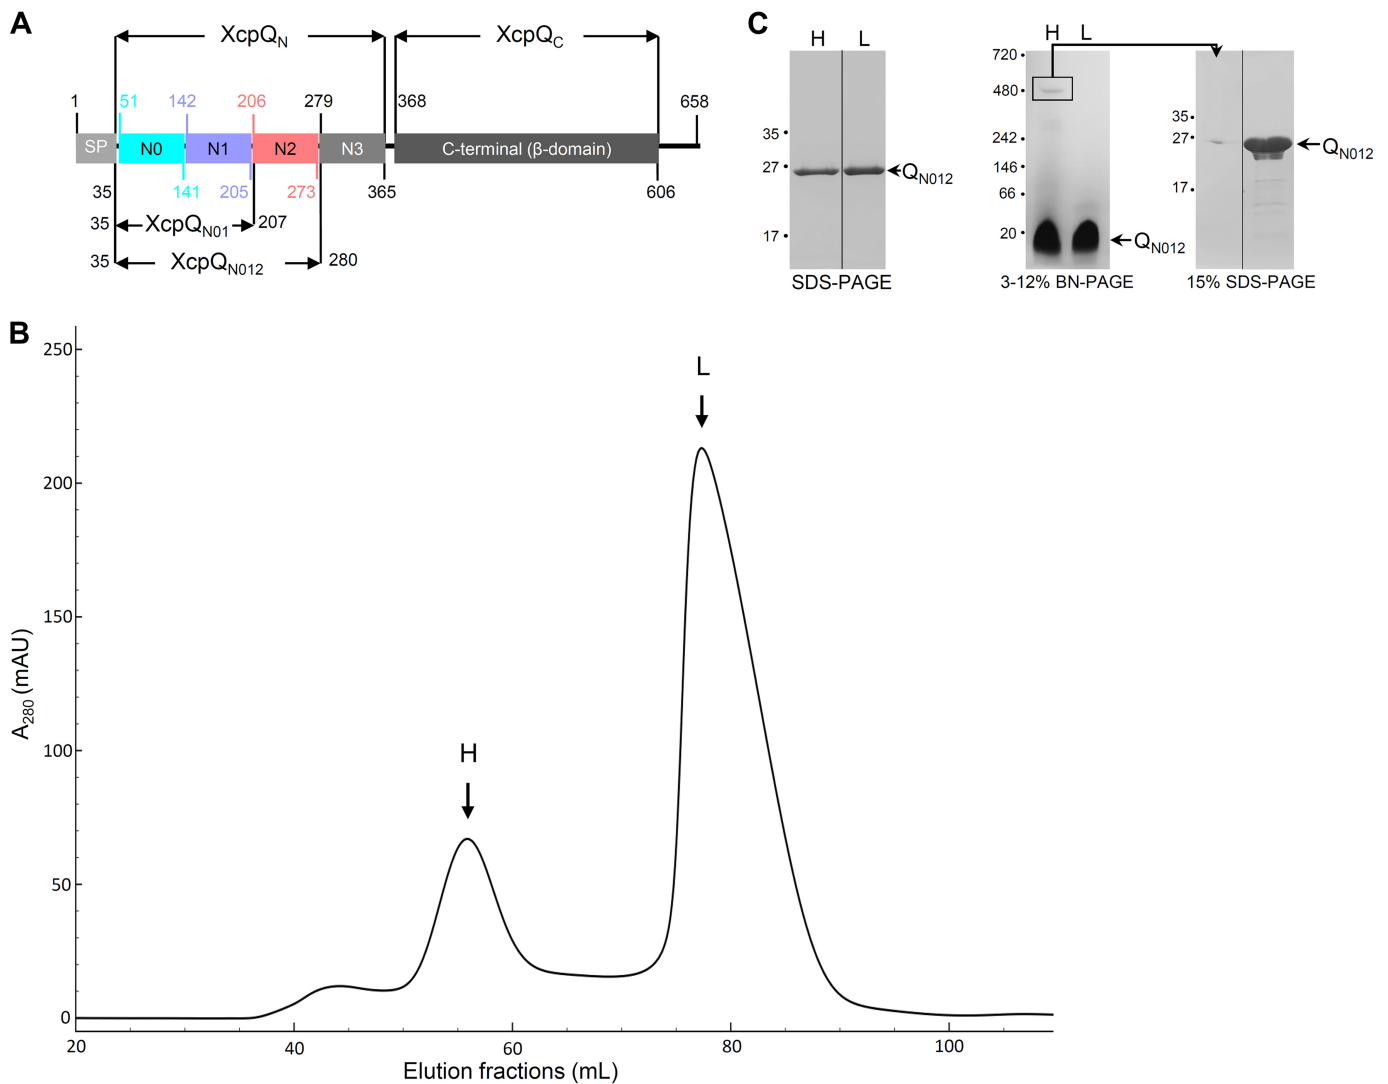 A
XcpQN
XcpQC
1
51
142
206
279
368
658
SP
N0
N1
N2
N3
C-terminal (β-domain)
35
141
205
273
365
606
35
XcpQN01
207
35
XcpQN012
280
C
H L
35
27
17
QN012
SDS-PAGE
H L
720
480
242
146
66
20
QN012
3-12% BN-PAGE
35
27
17
QN012
15% SDS-PAGE
B
250
200
150
100
50
0
A280 (mAU)
H
L
20 40 60 80 100
Elution fractions (mL)